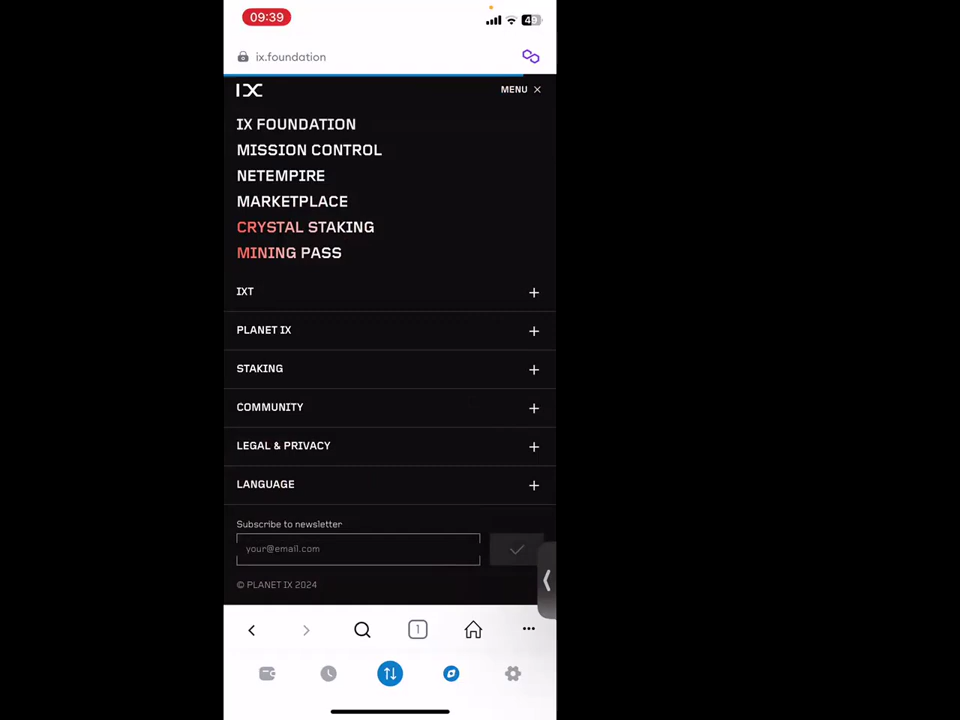 09:39
49
ix.foundation
IX
MENU
IX FOUNDATION
MISSION CONTROL
NETEMPIRE
MARKETPLACE
CRYSTAL STAKING
MINING PASS
IXT
PLANET IX
STAKING
COMMUNITY
LEGAL & PRIVACY
LANGUAGE
Subscribe to newsletter
your@email.com
© PLANET IX 2024
1